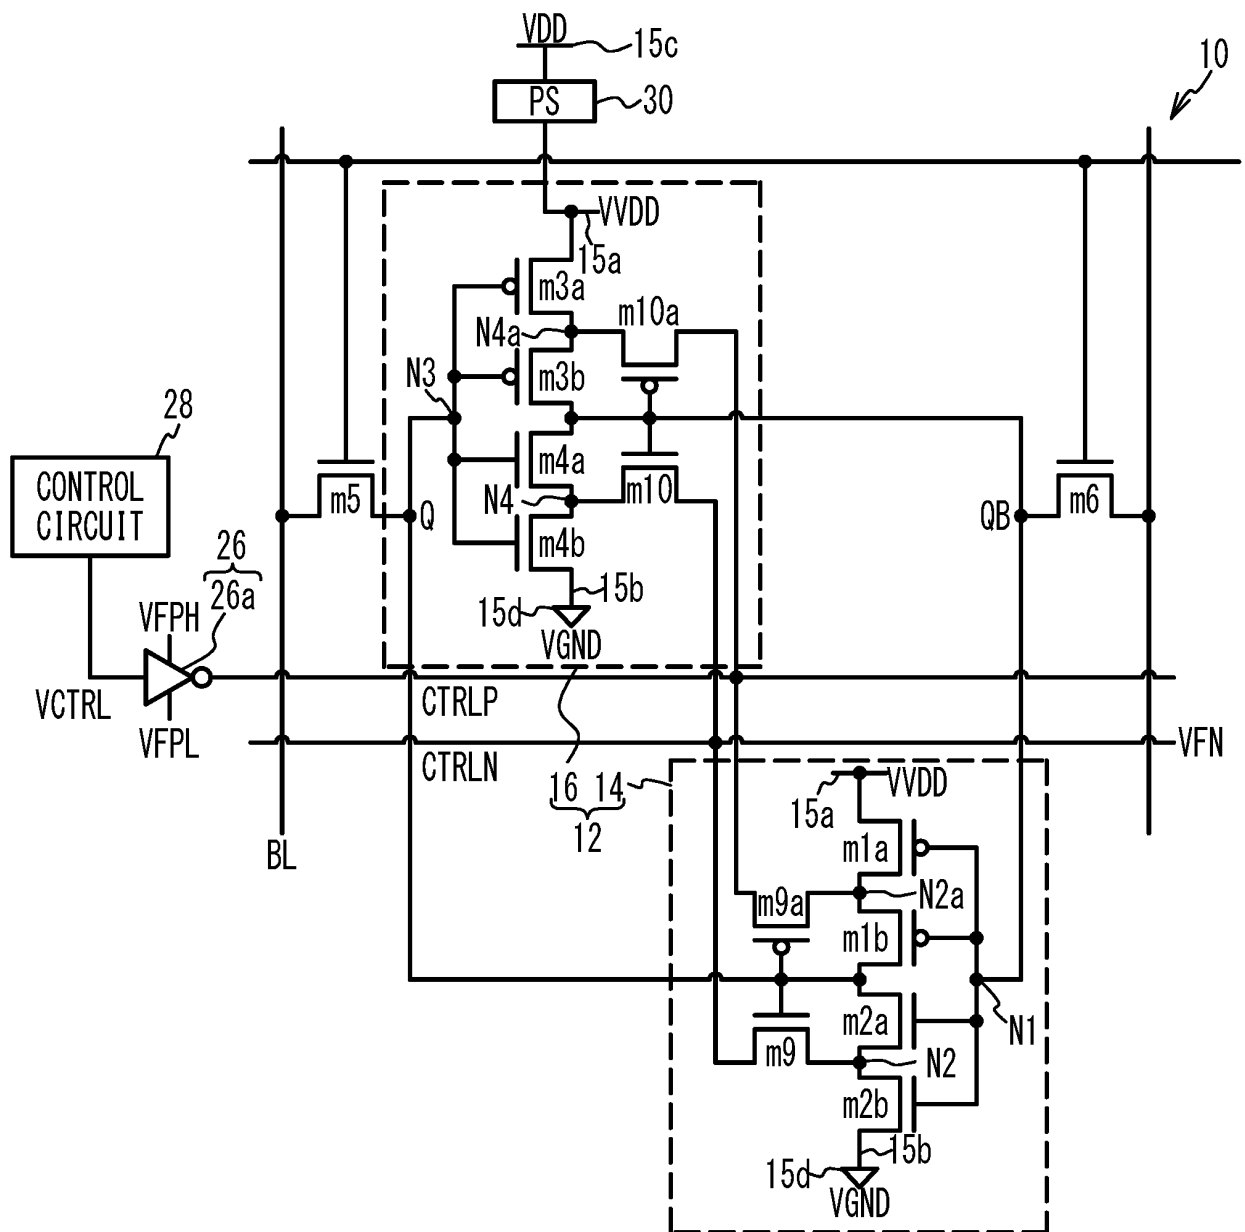 VDD
15c
10
PS
30
VVDD
15a
m3a
m10a
N4a
N3
m3b
28
CONTROL
CIRCUIT
m4a
m5
Q
N4
m10
QB
m6
m4b
26
26a
15b
15d
VGND
VFPH
VCTRL
CTRLP
VFPL
CTRLN
VFN
16 14
12
15a
VVDD
BL
m1a
m9a
N2a
m1b
m2a
N1
m9
N2
m2b
15b
15d
VGND